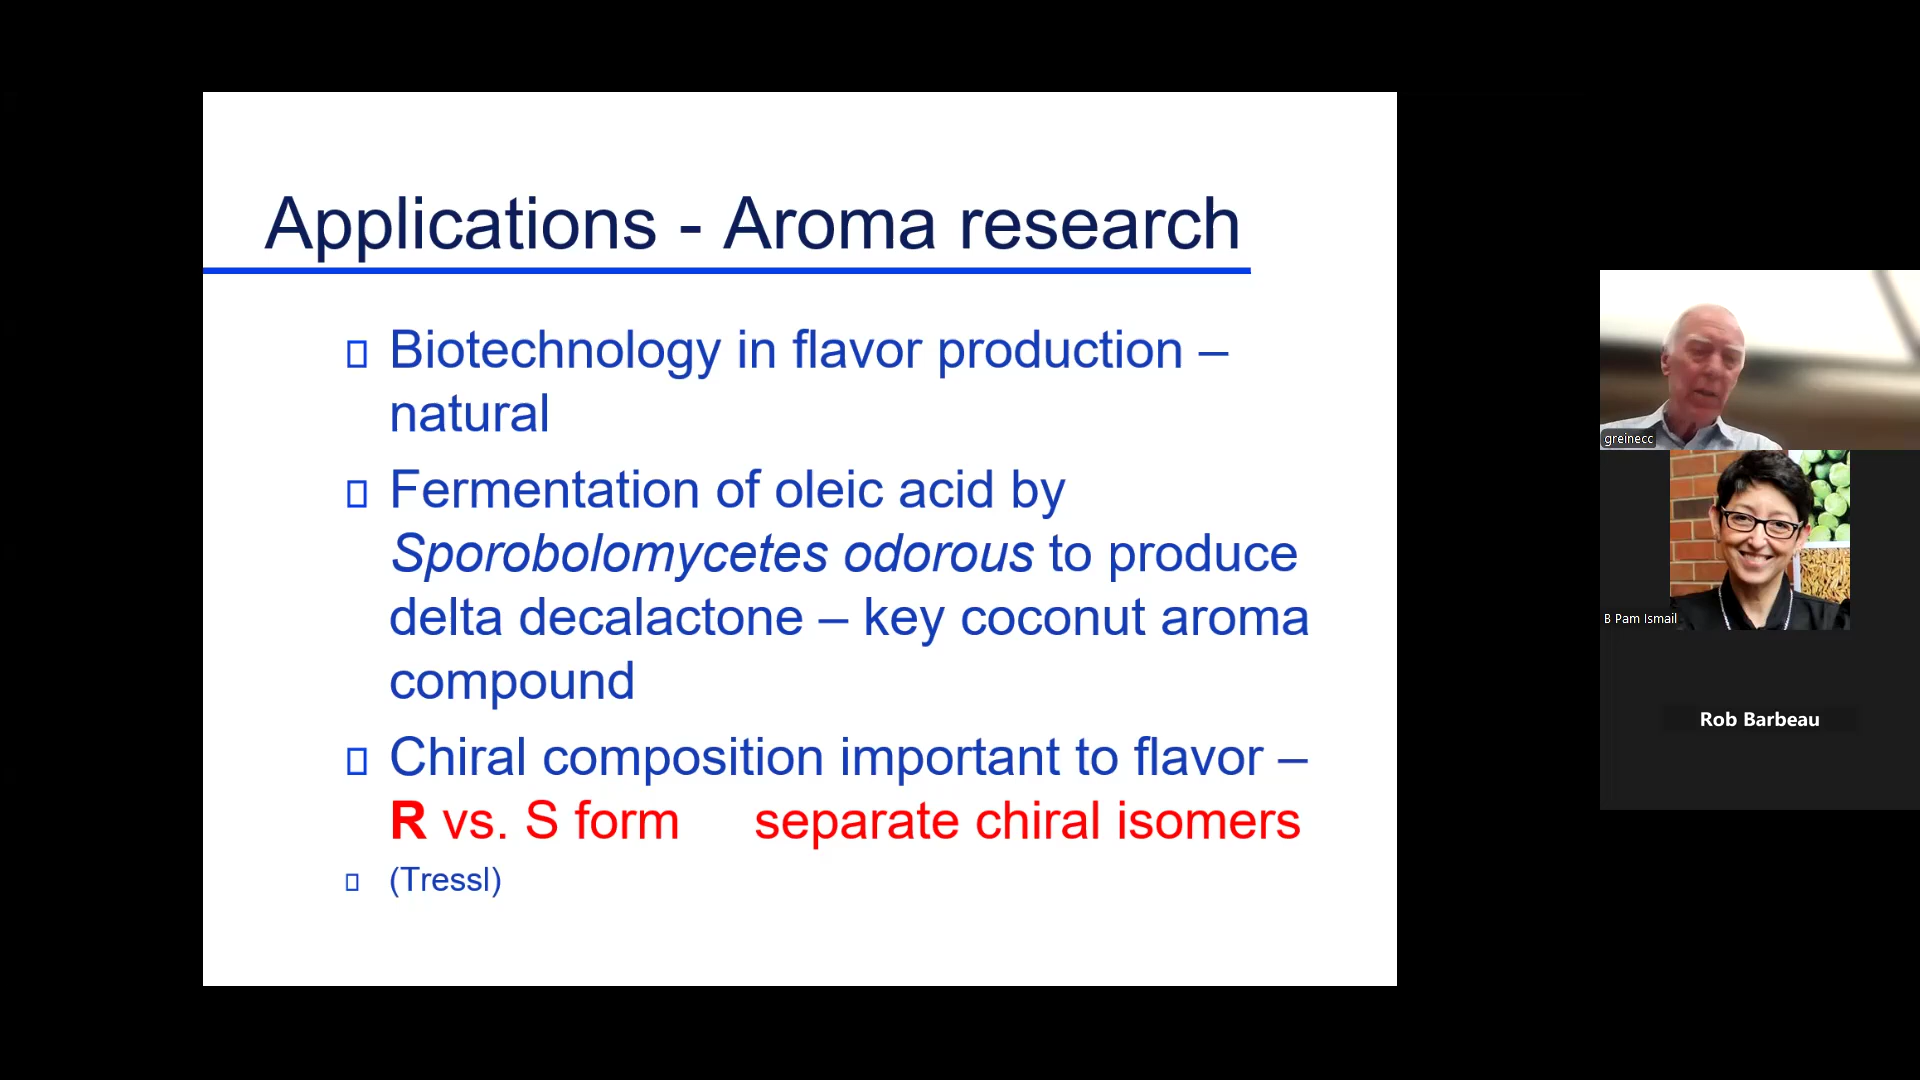 Applications - Aroma research
Biotechnology in flavor production –
natural
Fermentation of oleic acid by
Sporobolomycetes odorous to produce
delta decalactone – key coconut aroma
compound
Chiral composition important to flavor –
R vs. S form separate chiral isomers
(Tressl)
greinecc
B Pam Ismail
Rob Barbeau